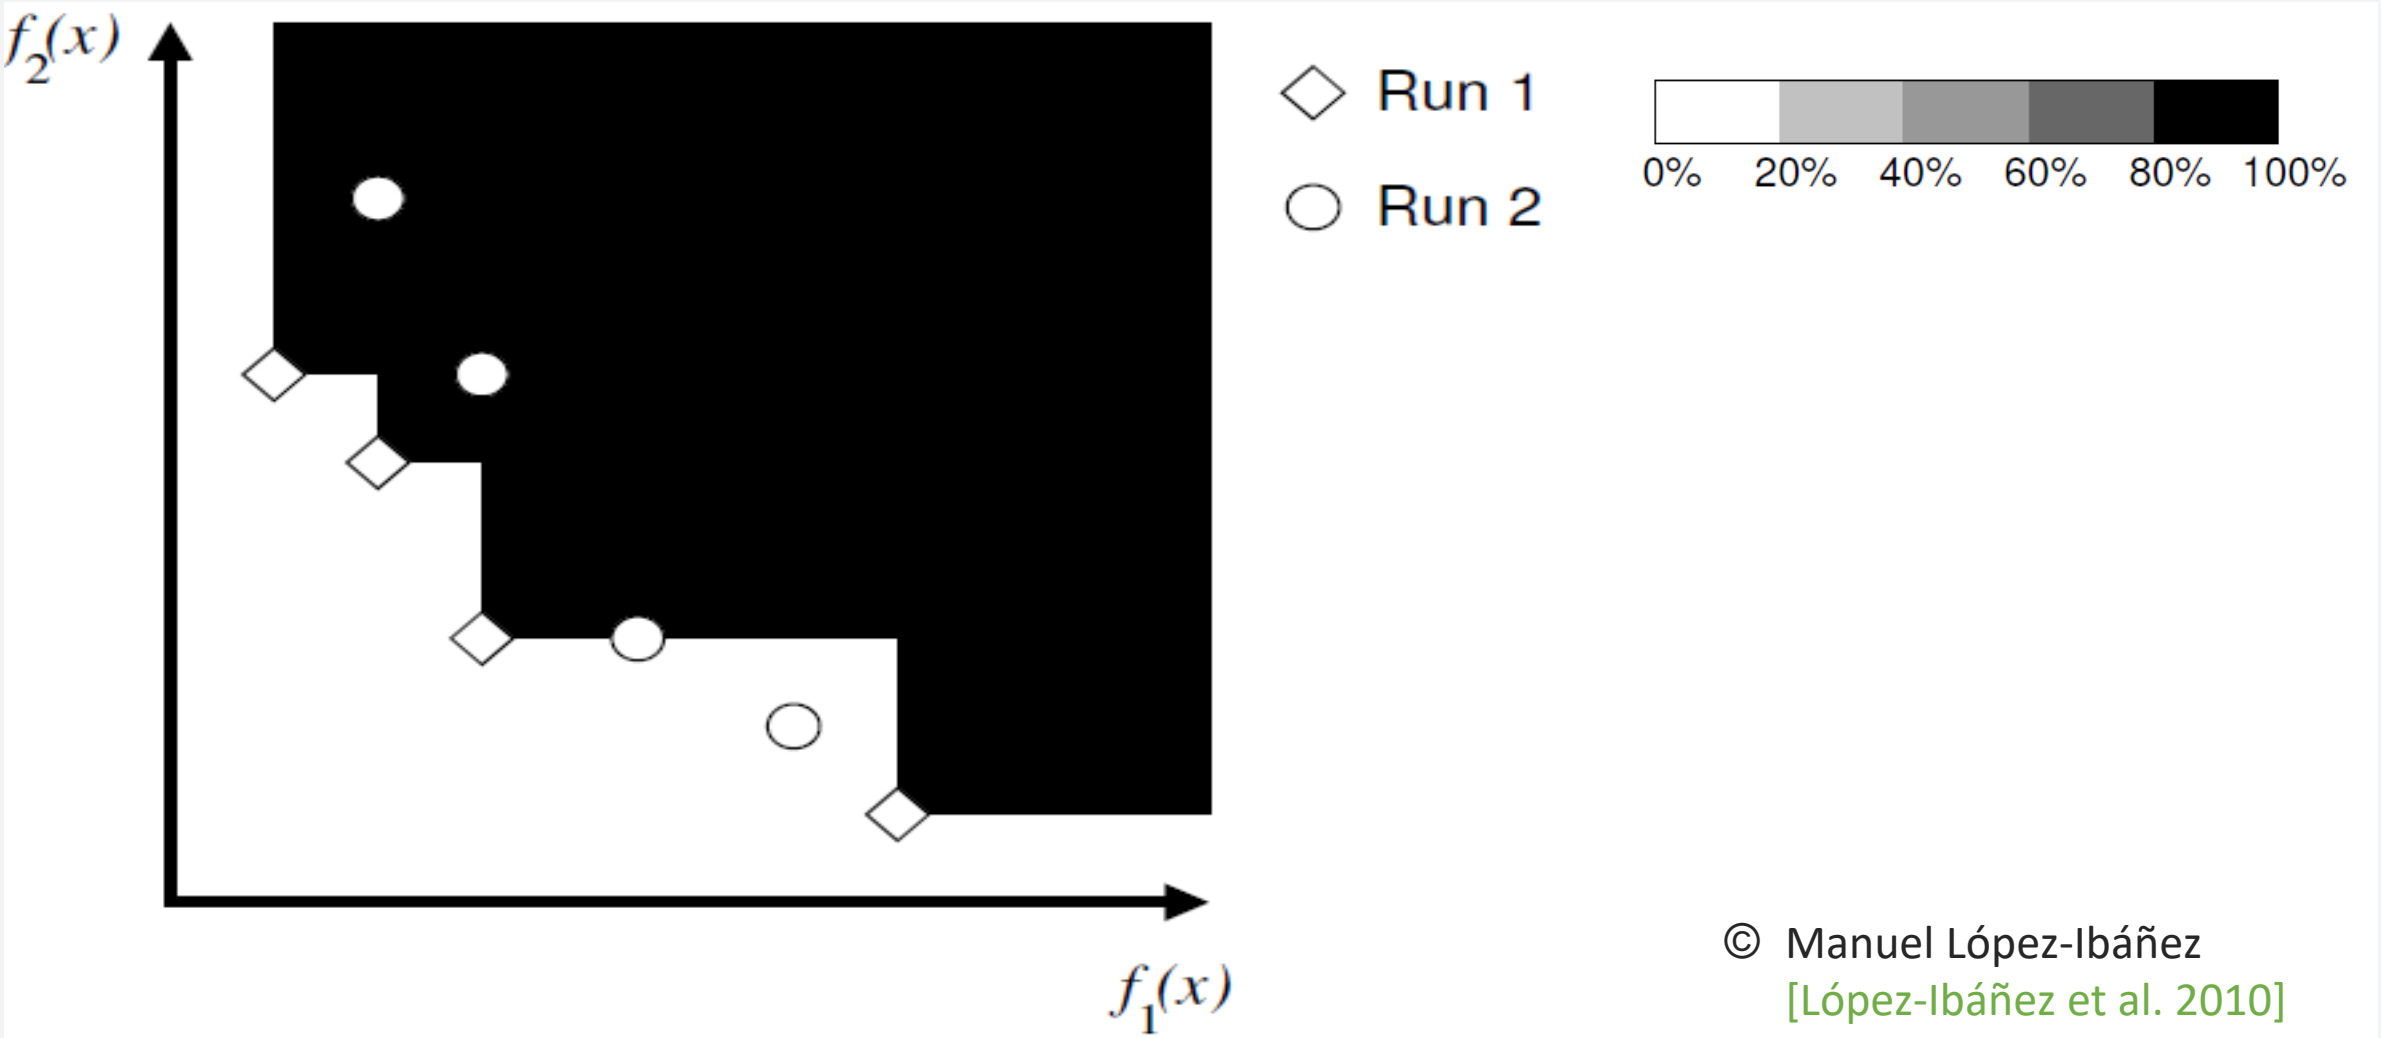 f2(x)
Run 1
Run 2
0% 20% 40% 60% 80% 100%
f1(x)
© Manuel López-Ibáñez
[López-Ibáñez et al. 2010]